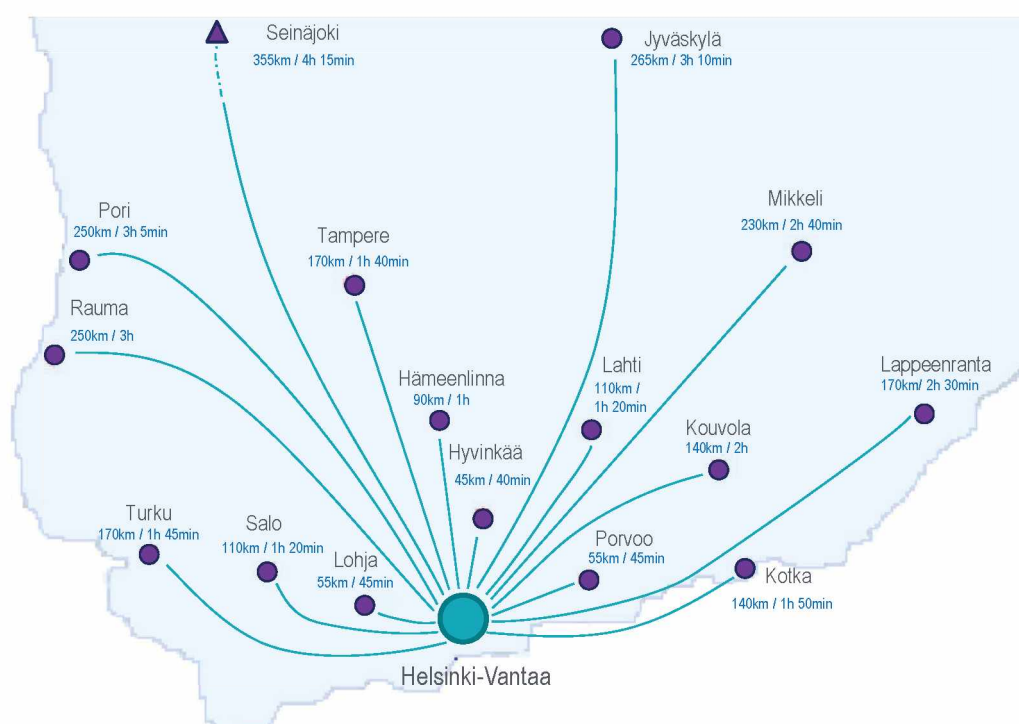 Seinäjoki
355km / 4h 15min
Jyväskylä
265km / 3h 10min
Pori
250km / 3h 5min
Tampere
170km / 1h 40min
Mikkeli
230km / 2h 40min
Rauma
250km / 3h
Hämeenlinna
90km / 1h
Lahti
110km /
1h 20min
Lappeenranta
170km/ 2h 30min
Kouvola
140km / 2h
Hyvinkää
45km / 40min
Turku
170km / 1h 45min
Salo
110km / 1h 20min
Lohja
55km / 45min
Porvoo
55km / 45min
Kotka
140km / 1h 50min
Helsinki-Vantaa